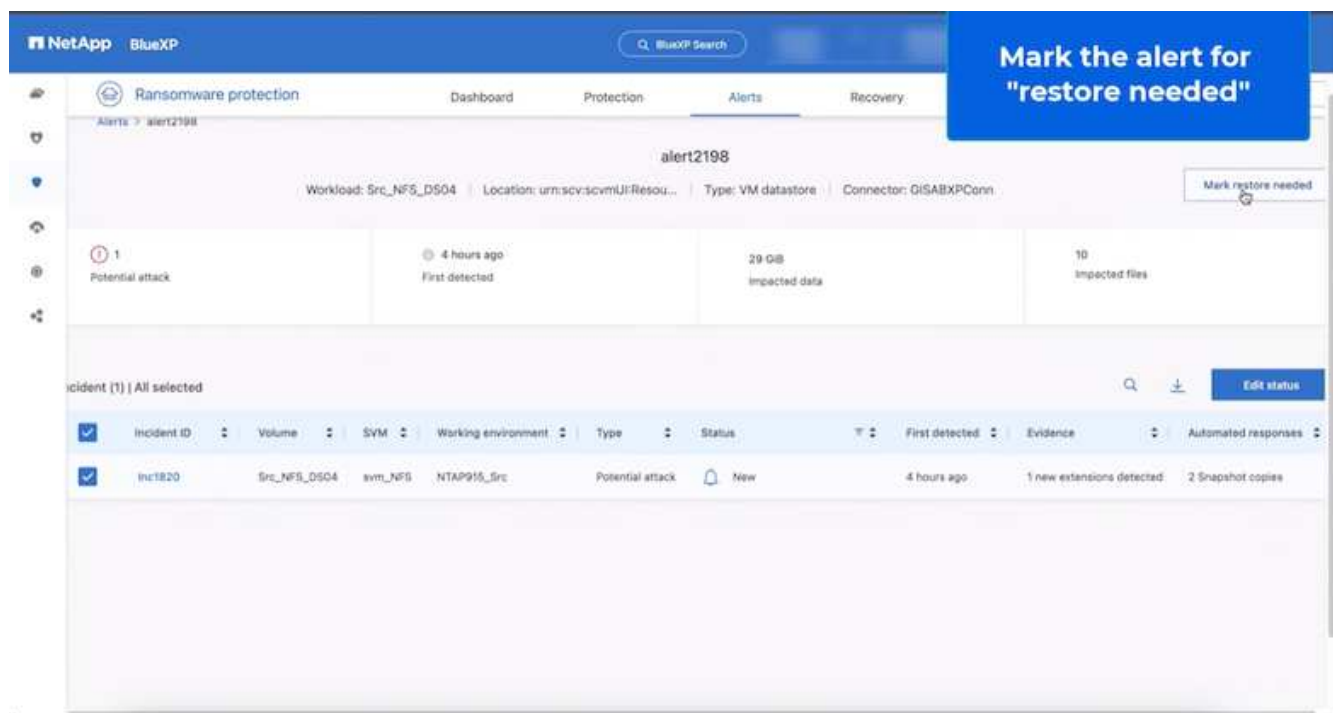 NetApp BlueXP
BlueXP Search
Mark the alert for
"restore needed"
Ransomware protection
Dashboard Protection Alerts Recovery
Alerts > alert2198
alert2198
Workload: Src_NFS_DS04 | Location: urn:scv:scvmUI:Resou... | Type: VM datastore | Connector: GISABXPConn
Mark restore needed
1 4 hours ago 29 GiB 10
Potential attack First detected Impacted data Impacted files
cident (1) | All selected
Edit status
Incident ID Volume SVM Working environment Type Status First detected Evidence Automated responses
Inc1820 Src_NFS_DS04 svm_NFS NTAP915_Src Potential attack New 4 hours ago 1 new extensions detected 2 Snapshot copies